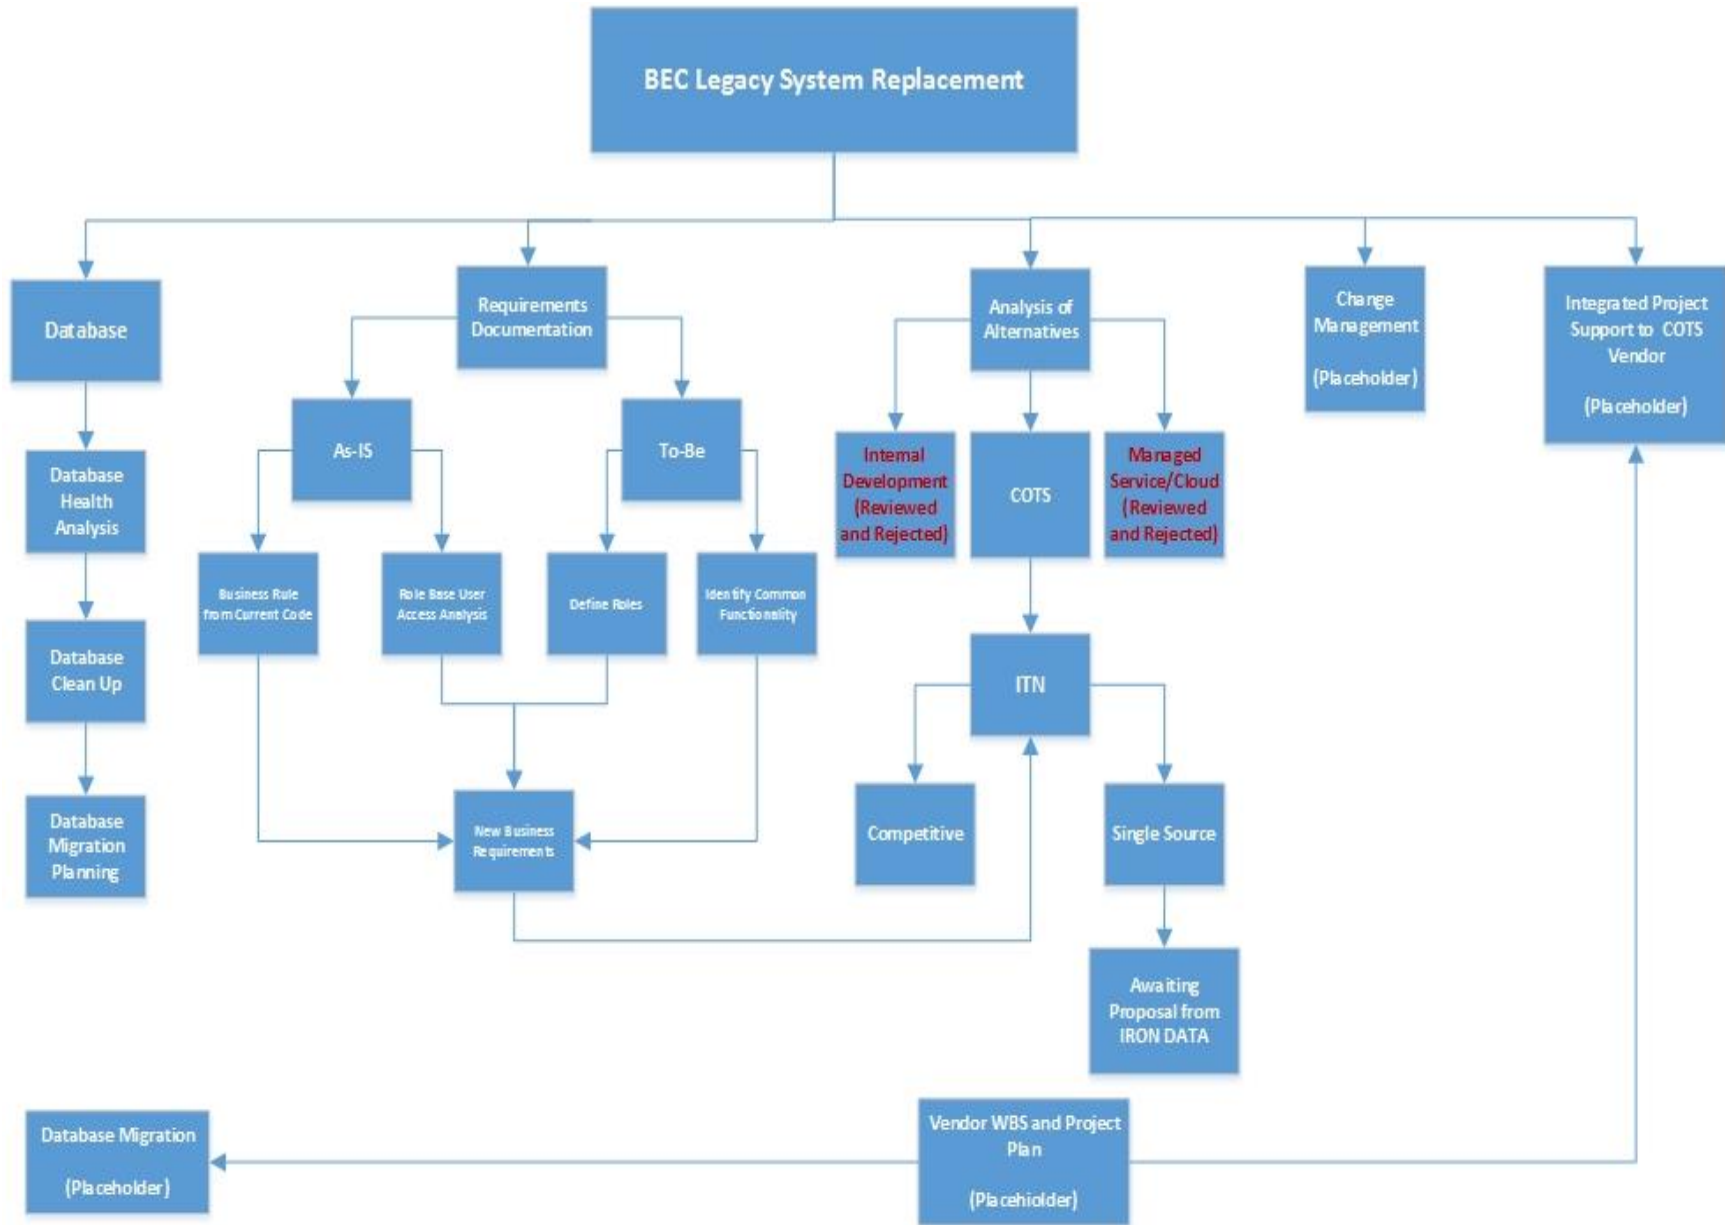 BEC Legacy System Replacement
Database
Requirements
Documentation
Analysis of
Alternatives
Change
Management
(Placeholder)
Integrated Project
Support to COTS
Vendor
(Placeholder)
As-IS
To-Be
Internal
Development
(Reviewed
and Rejected)
COTS
Managed
Service/Cloud
(Reviewed
and Rejected)
Database
Health
Analysis
Business Rule
from Current Code
Role Base User
Access Analysis
Define Roles
Identify Common
Functionality
Database
Clean Up
ITN
Database
Migration
Planning
New Business
Requirements
Competitive
Single Source
Awaiting
Proposal from
IRON DATA
Database Migration
(Placeholder)
Vendor WBS and Project
Plan
(Placehiolder)